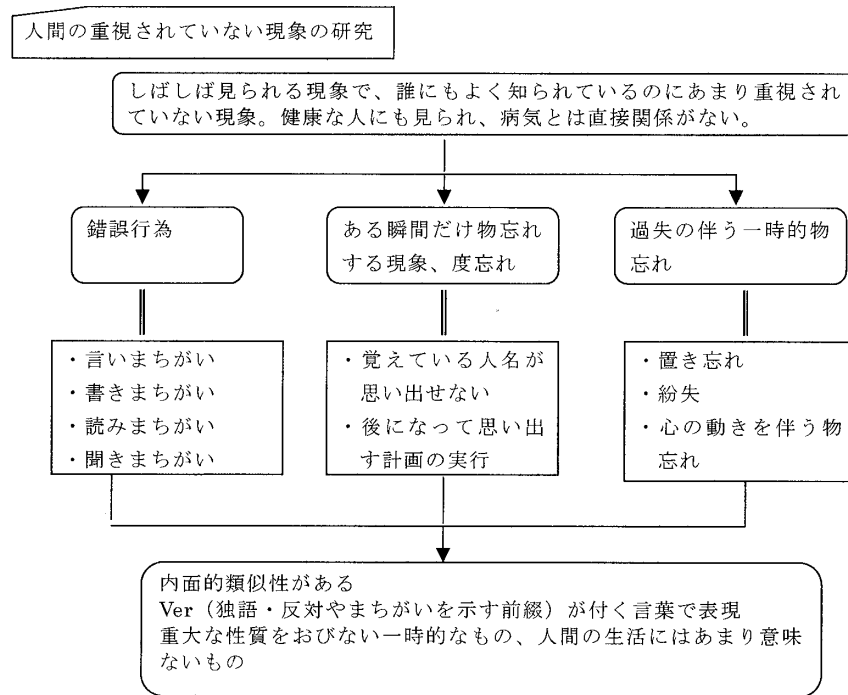 人間の重視されていない現象の研究
しばしば見られる現象で、誰にもよく知られているのにあまり重視され
ていない現象。健康な人にも見られ、病気とは直接関係がない。
錯誤行為
ある瞬間だけ物忘れ
する現象、度忘れ
過失の伴う一時的物
忘れ
・言いまちがい
・書きまちがい
・読みまちがい
・聞きまちがい
・覚えている人名が
思い出せない
・後になって思い出
す計画の実行
・置き忘れ
・紛失
・心の動きを伴う物
忘れ
内面的類似性がある
Ver（独語・反対やまちがいを示す前綴）が付く言葉で表現
重大な性質をおびない一時的なもの、人間の生活にはあまり意味
ないもの